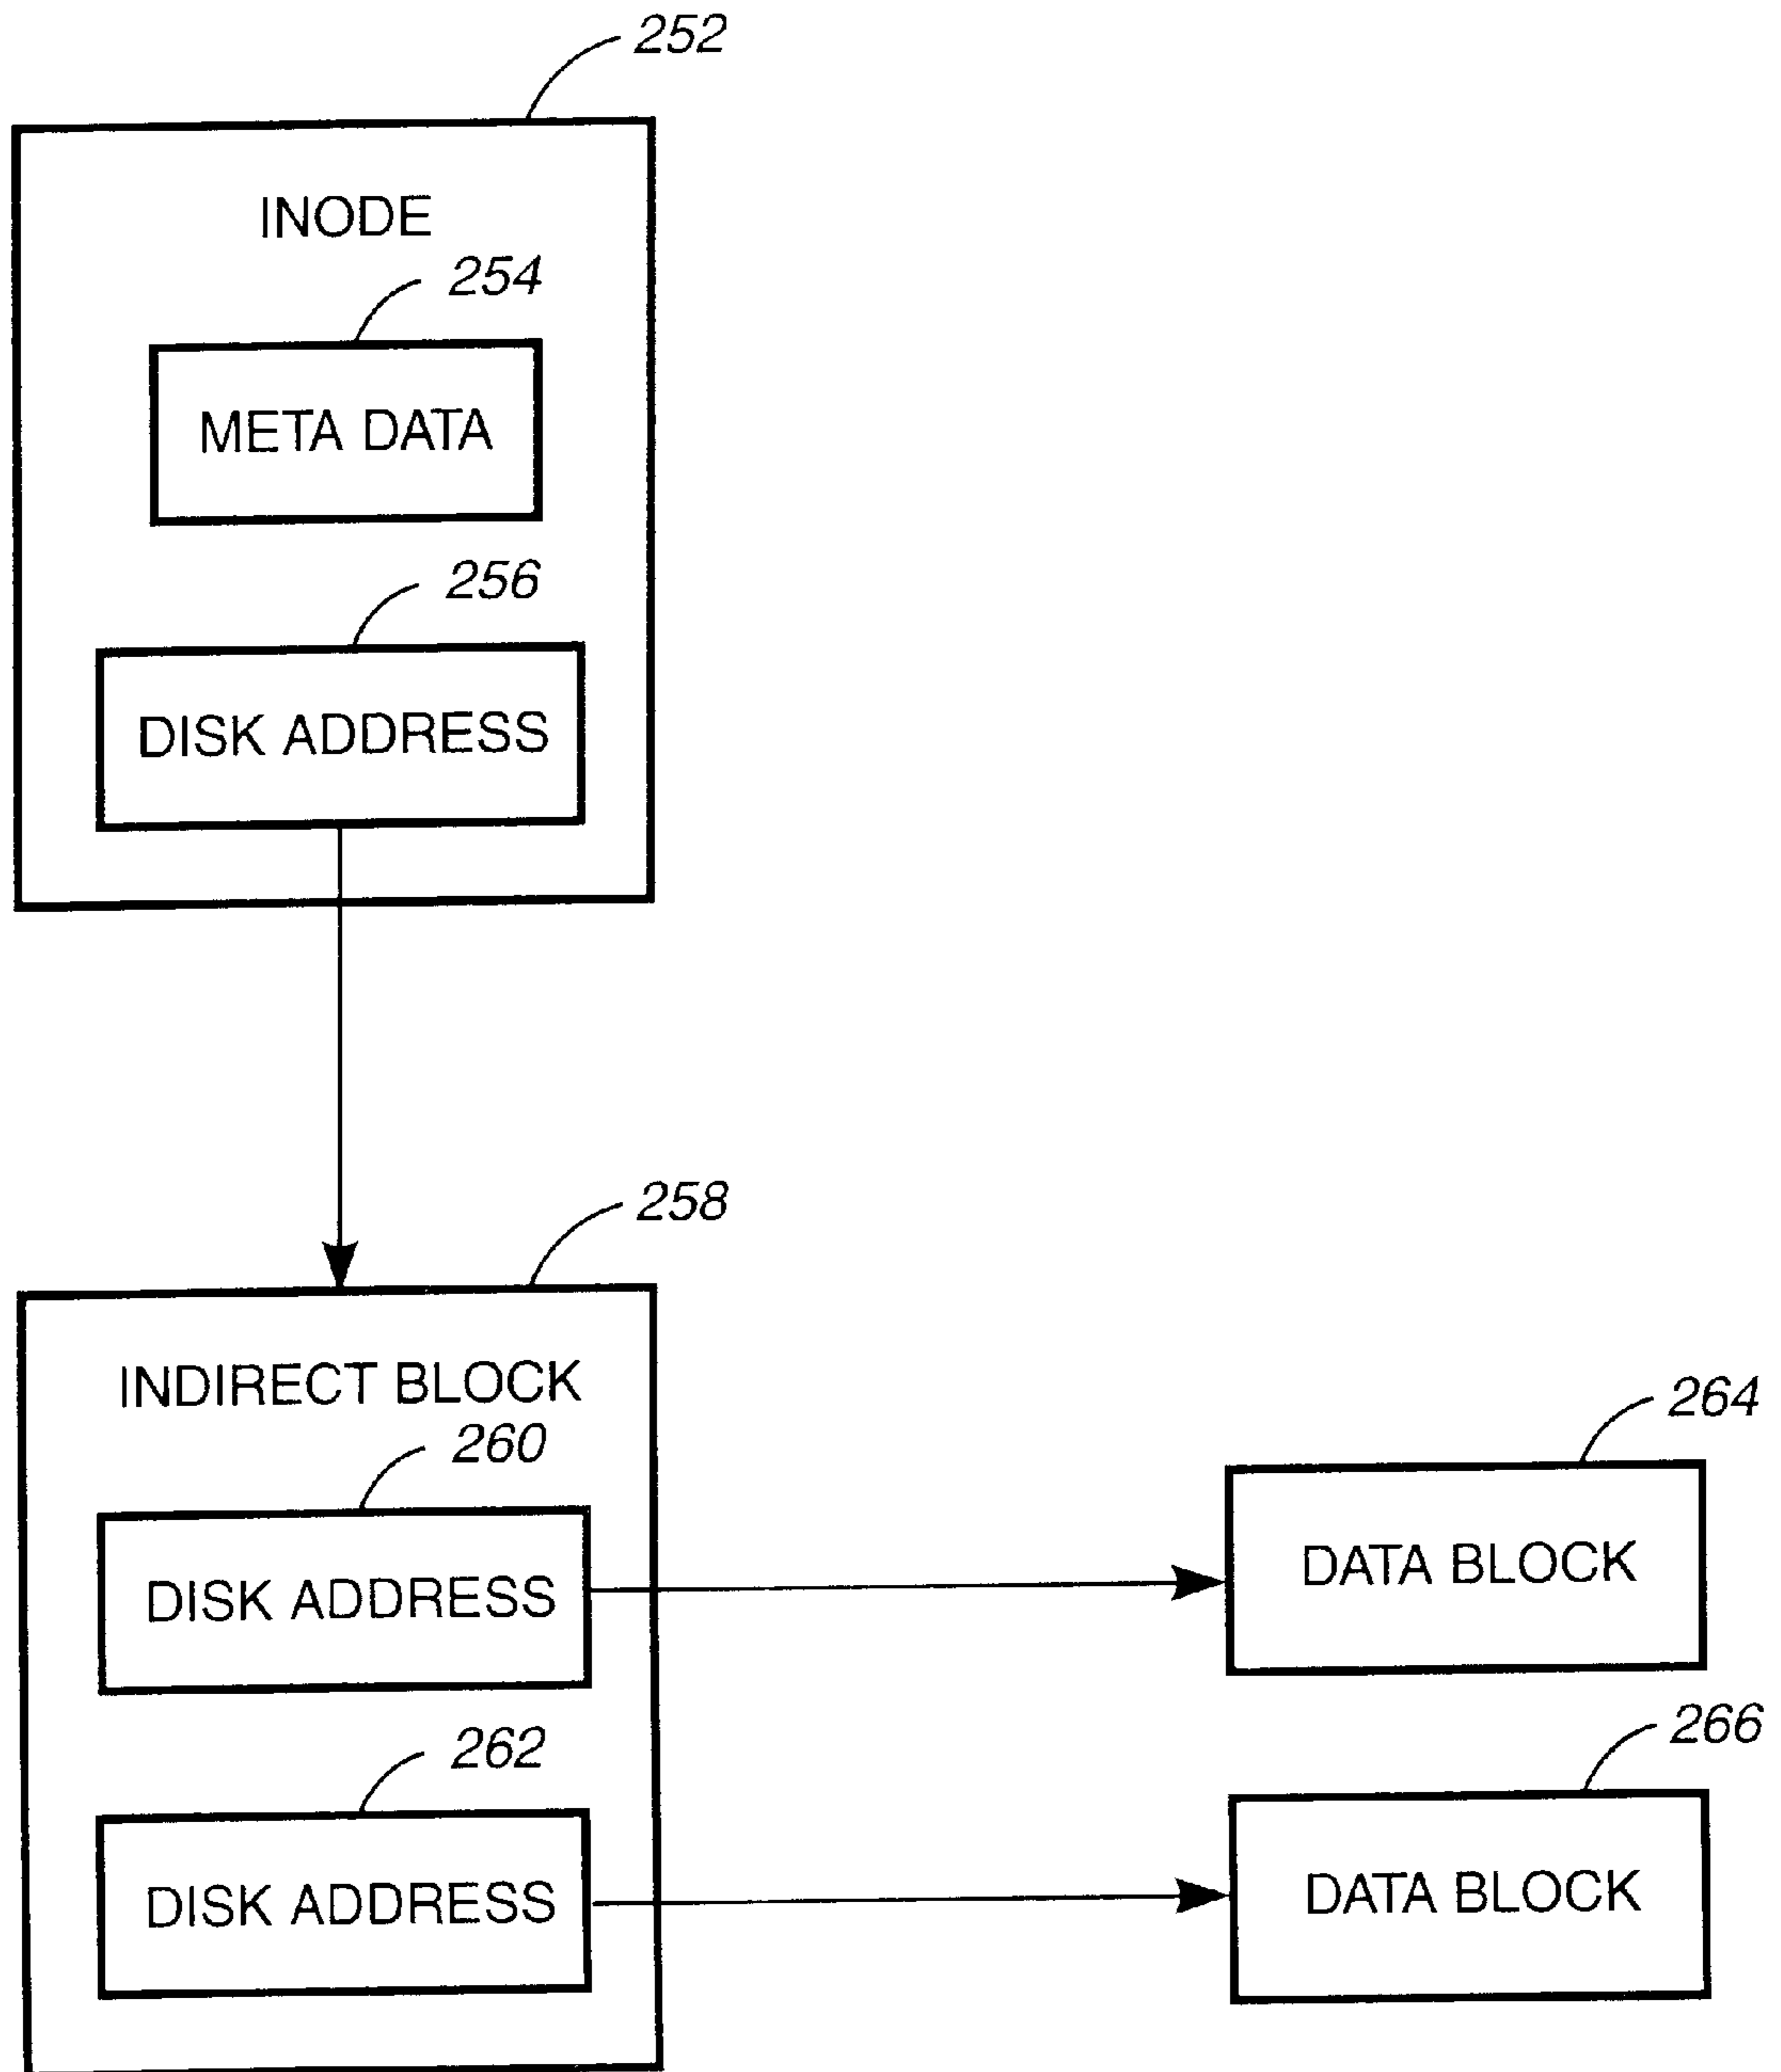 252
INODE
254
META DATA
256
DISK ADDRESS
258
INDIRECT BLOCK
260
DISK ADDRESS
264
DATA BLOCK
262
DISK ADDRESS
266
DATA BLOCK